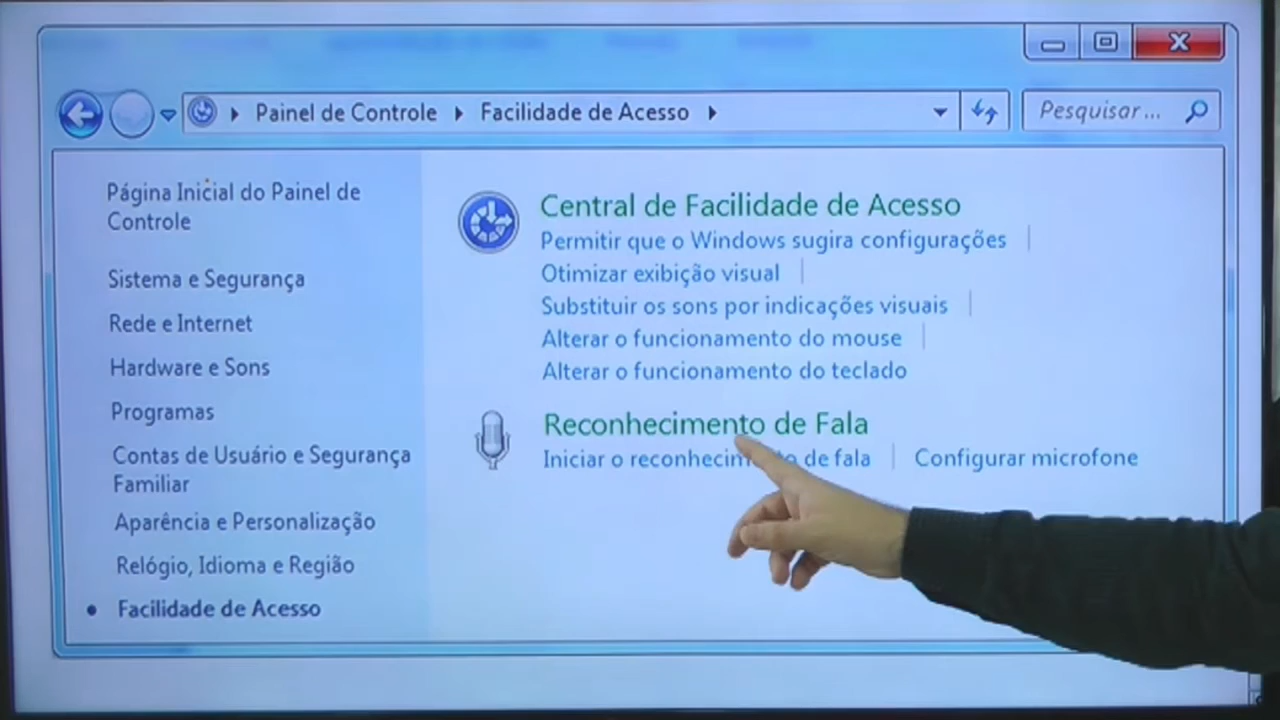 Painel de Controle Facilidade de Acesso
Pesquisar ...
Página Inicial do Painel de
Controle
Sistema e Segurança
Rede e Internet
Hardware e Sons
Programas
Contas de Usuário e Segurança
Familiar
Aparência e Personalização
Relógio, Idioma e Região
Facilidade de Acesso
Central de Facilidade de Acesso
Permitir que o Windows sugira configurações
Otimizar exibição visual
Substituir os sons por indicações visuais
Alterar o funcionamento do mouse
Alterar o funcionamento do teclado
Reconhecimento de Fala
Iniciar o reconhecimento de fala Configurar microfone